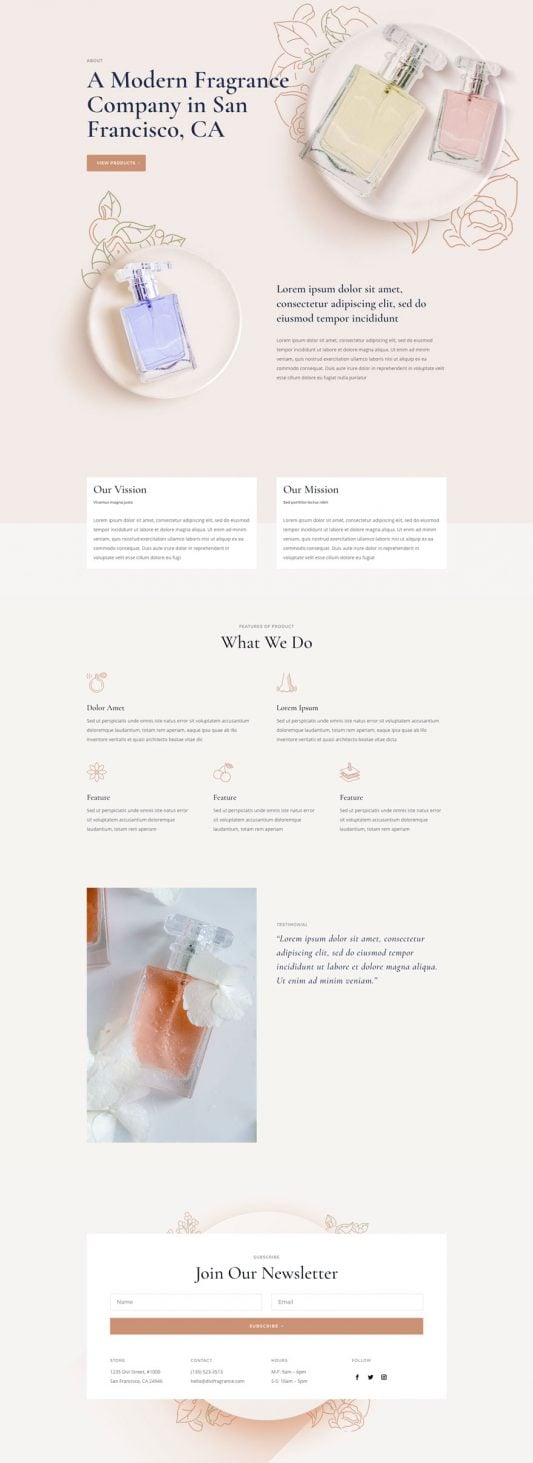 ABOUT
A Modern Fragrance
Company in San
Francisco, CA
VIEW PRODUCTS
Lorem ipsum dolor sit amet,
consectetur adipiscing elit, sed do
eiusmod tempor incididunt
Lorem ipsum dolor sit amet, consectetur adipiscing elit, sed do eiusmod
tempor incididunt ut labore et dolore magna aliqua. Ut enim ad minim
veniam, quis nostrud exercitation ullamco laboris nisi ut aliquip ex ea
commodo consequat. Duis aute irure dolor in reprehenderit in voluptate velit
esse cillum dolore eu fugiat nulla pariatur
Our Vission
Vivamus magna justo
Lorem ipsum dolor sit amet, consectetur adipiscing elit, sed do eiusmod
tempor incididunt ut labore et dolore magna aliqua. Ut enim ad minim
veniam, quis nostrud exercitation ullamco laboris nisi ut aliquip ex ea
commodo consequat. Duis aute irure dolor in reprehenderit in
voluptate velit esse cillum dolore eu fugi
Our Mission
Sed porttitor lectus nibh
Lorem ipsum dolor sit amet, consectetur adipiscing elit, sed do eiusmod
tempor incididunt ut labore et dolore magna aliqua. Ut enim ad minim
veniam, quis nostrud exercitation ullamco laboris nisi ut aliquip ex ea
commodo consequat. Duis aute irure dolor in reprehenderit in
voluptate velit esse cillum dolore eu fugiat
FEATURES OF PRODUCT
What We Do
Dolor Amet
Sed ut perspiciatis unde omnis iste natus error sit voluptatem accusantium
doloremque laudantium, totam rem aperiam, eaque ipsa quae ab illo
inventore veritatis et quasi architecto beatae vitae dic
Lorem Ipsum
Sed ut perspiciatis unde omnis iste natus error sit voluptatem accusantium
doloremque laudantium, totam rem aperiam, eaque ipsa quae ab illo
inventore veritatis et quasi architecto beatae vitae dicta
Feature
Sed ut perspiciatis unde omnis iste natus error
sit voluptatem accusantium doloremque
laudantium, totam rem aperiam
Feature
Sed ut perspiciatis unde omnis iste natus error
sit voluptatem accusantium doloremque
laudantium, totam rem aperiam
Feature
Sed ut perspiciatis unde omnis iste natus error
sit voluptatem accusantium doloremque
laudantium, totam rem aperiam
TESTIMONIAL
“Lorem ipsum dolor sit amet, consectetur
adipiscing elit, sed do eiusmod tempor
incididunt ut labore et dolore magna aliqua.
Ut enim ad minim veniam.”
SUBSCRIBE
Join Our Newsletter
Name
Email
SUBSCRIBE
STORE
1235 Divi Street, #1000
San Francisco, CA 24946
CONTACT
(135) 523-3513
hello@divifragrance.com
HOURS
M-F: 9am – 6pm
S-S: 10am – 5pm
FOLLOW